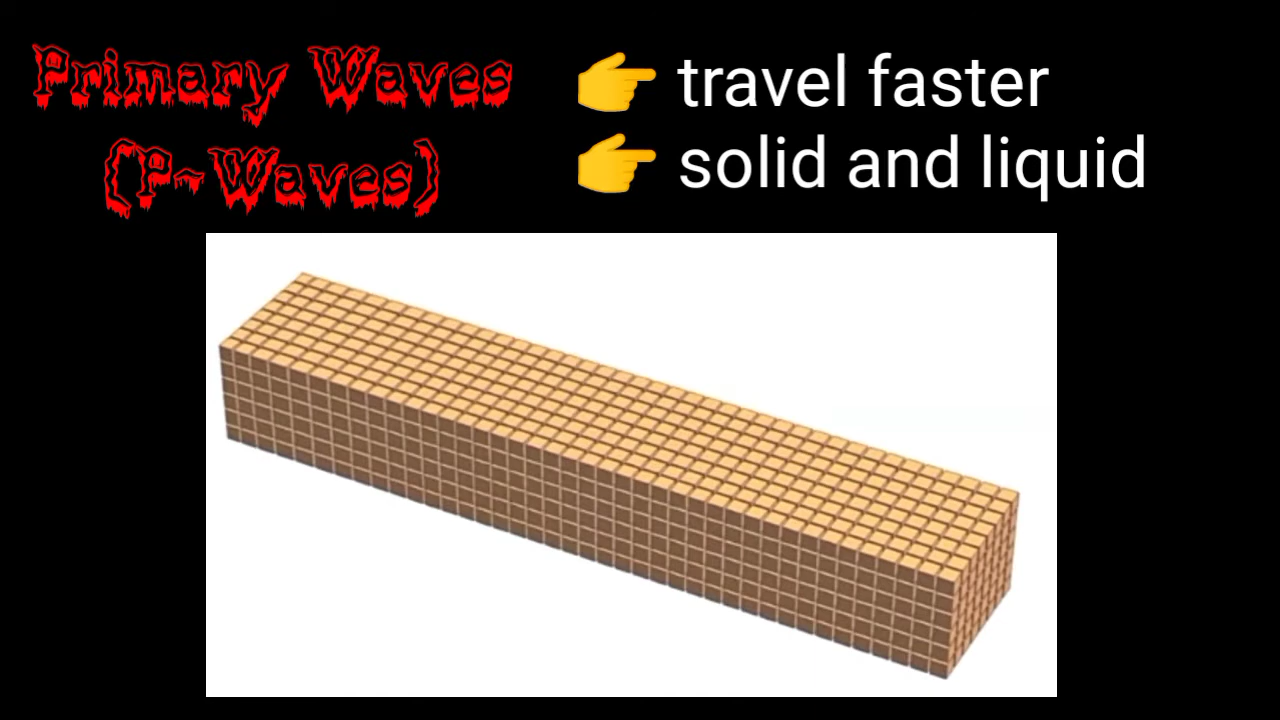 Primary Waves
(P-Waves)
👉 travel faster
👉 solid and liquid